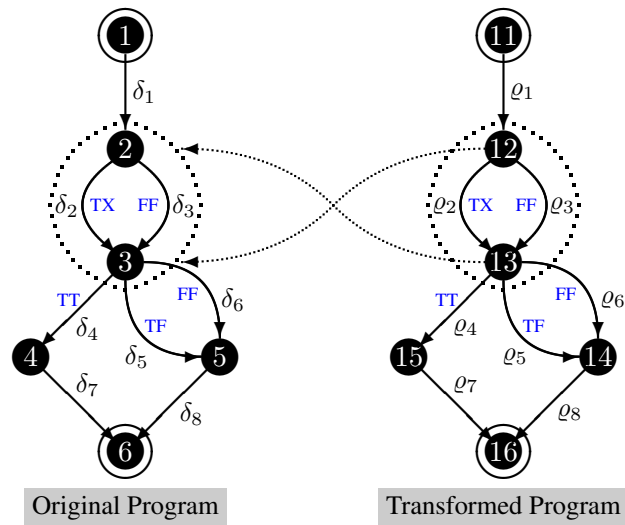 1 11
δ1 ϱ1
2 12
δ2 TX FF δ3 ϱ2 TX FF ϱ3
3 13
TT FF δ6 TT FF ϱ6
δ4 TF ϱ4 TF
δ5 ϱ5
4 5 15 14
δ7 δ8 ϱ7 ϱ8
6 16
Original Program Transformed Program